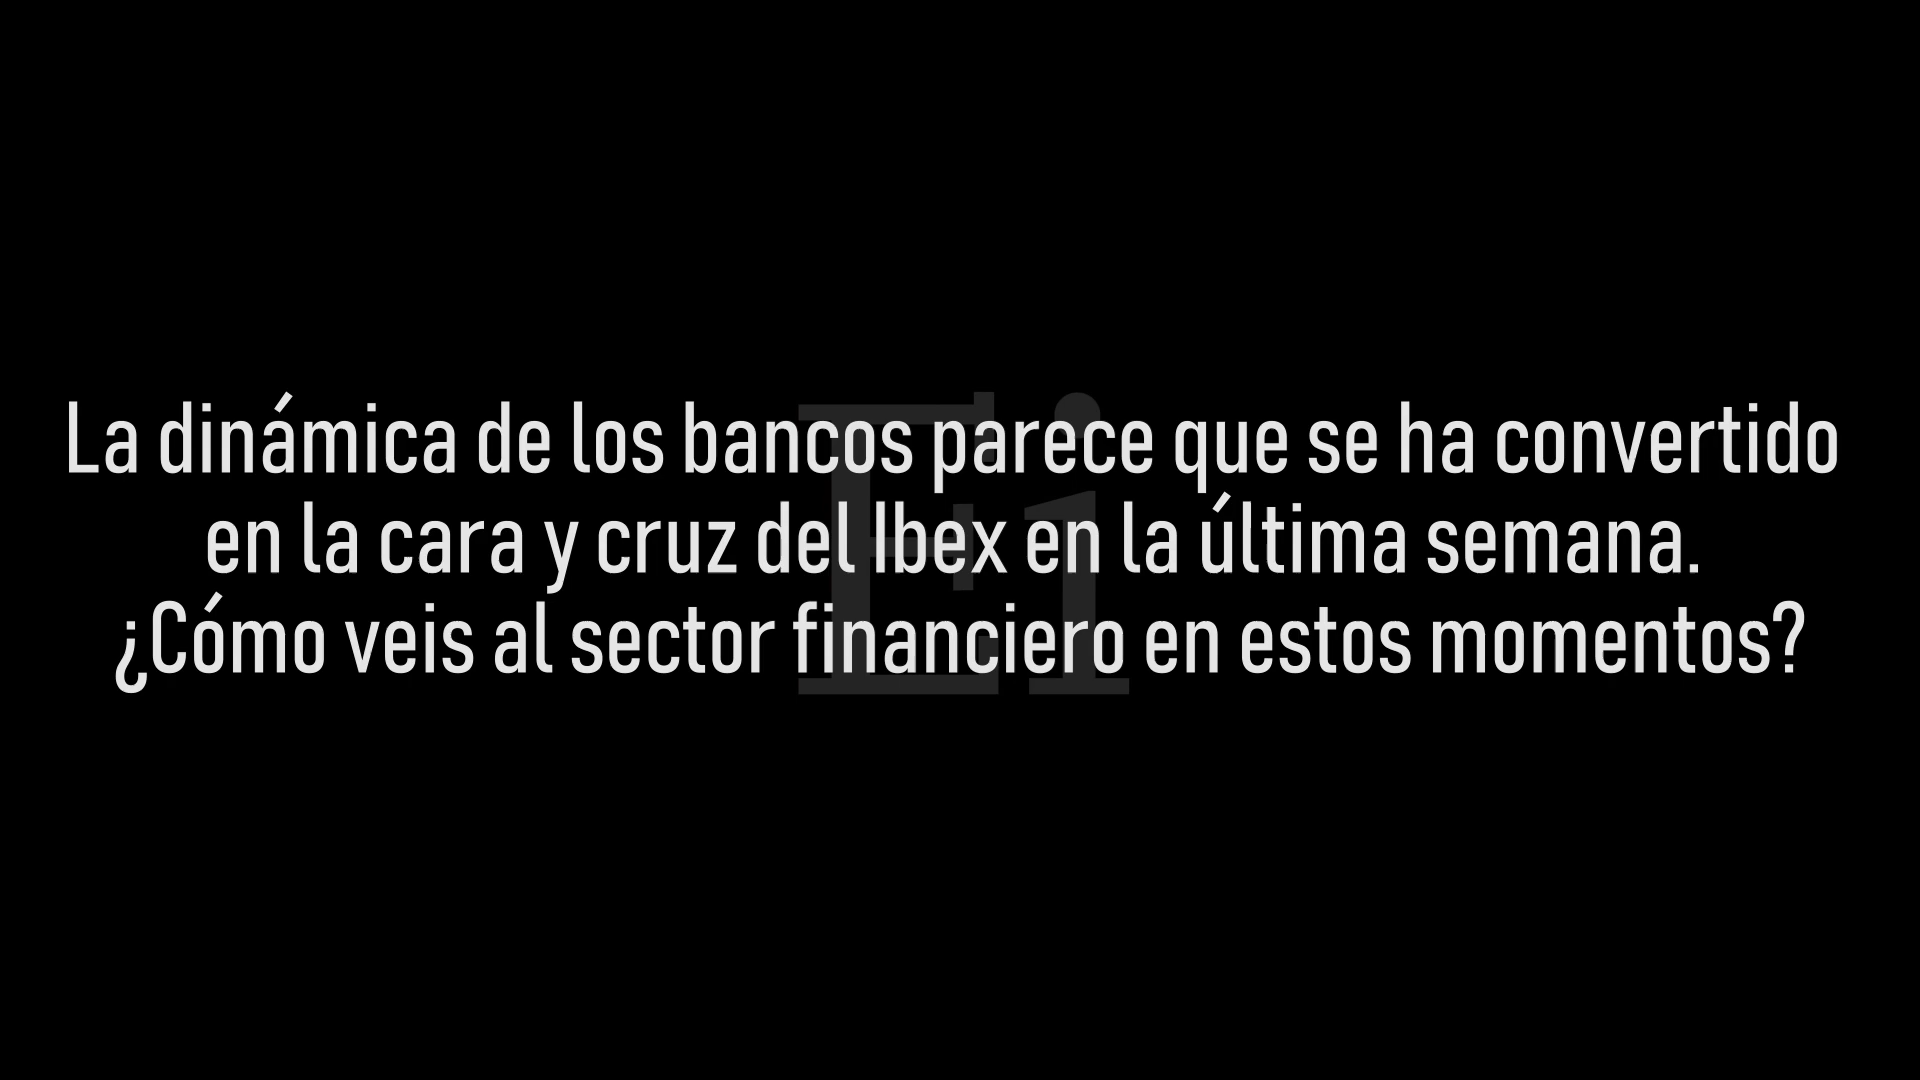 La dinámica de los bancos parece que se ha convertido
en la cara y cruz del Ibex en la última semana.
¿Cómo veis al sector financiero en estos momentos?
Ei